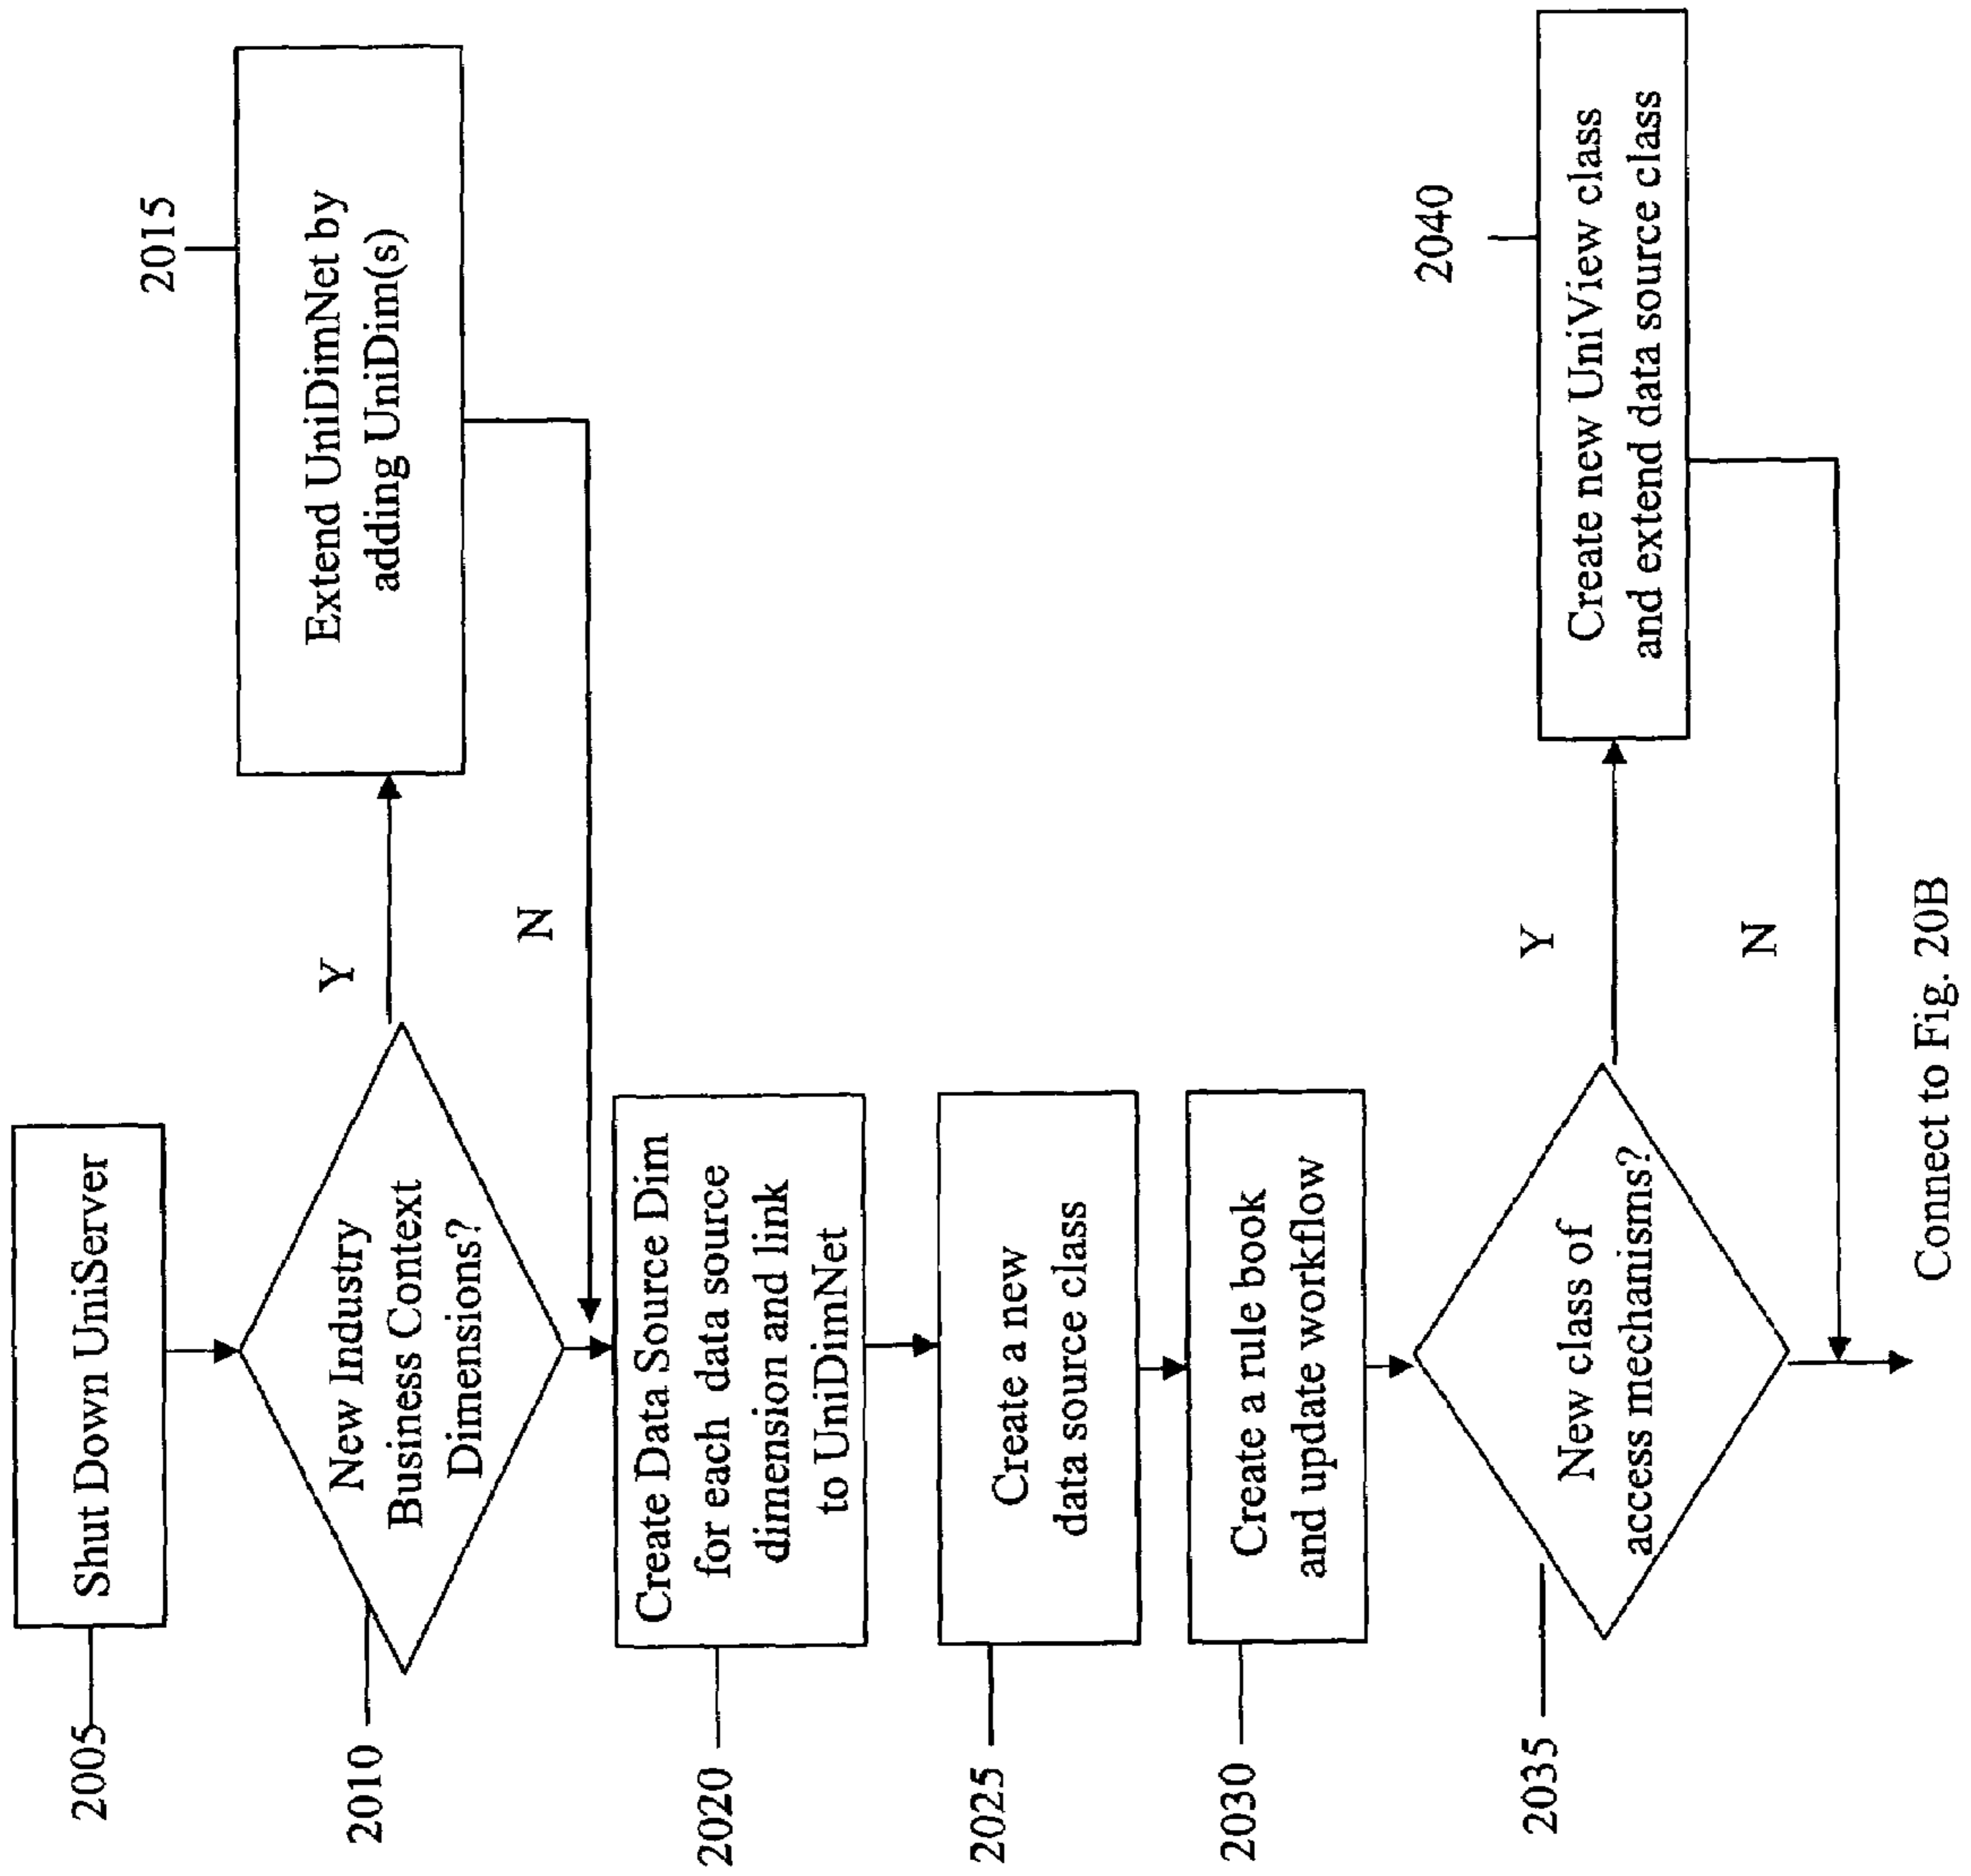 2005
Shut Down UniServer
2010
New Industry
Business Context
Dimensions?
Y
N
2015
Extend UniDimNet by
adding UniDim(s)
2020
Create Data Source Dim
for each data source
dimension and link
to UniDimNet
2025
Create a new
data source class
2030
Create a rule book
and update workflow
2035
New class of
access mechanisms?
Y
N
2040
Create new UniView class
and extend data source class
Connect to Fig. 20B